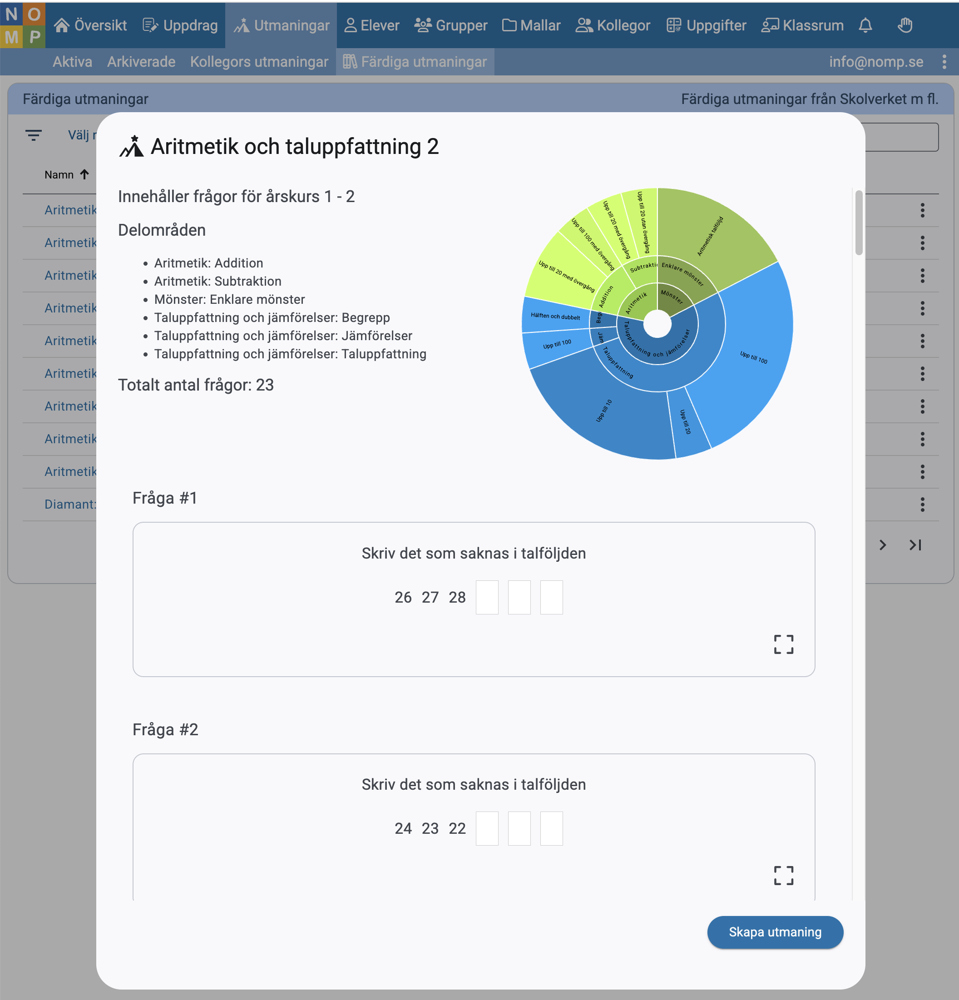 N O
M P
Översikt Uppdrag Utmaningar Elever Grupper Mallar Kollegor Uppgifter Klassrum
Aktiva Arkiverade Kollegors utmaningar Färdiga utmaningar info@nomp.se
Färdiga utmaningar Färdiga utmaningar från Skolverket m fl.
Välj
Namn
Aritmetik
Aritmetik
Aritmetik
Aritmetik
Aritmetik
Aritmetik
Aritmetik
Aritmetik
Aritmetik
Diamant:
Aritmetik och taluppfattning 2
Innehåller frågor för årskurs 1 - 2
Delområden
Aritmetik: Addition
Aritmetik: Subtraktion
Mönster: Enklare mönster
Taluppfattning och jämförelser: Begrepp
Taluppfattning och jämförelser: Jämförelser
Taluppfattning och jämförelser: Taluppfattning
Totalt antal frågor: 23
Aritmetisk talföljd
Upp till 20 utan övergång
Upp till 20 med övergång
Upp till 100 med övergång
Upp till 20 med övergång
Hälften och dubbelt
Upp till 100
Upp till 10
Upp till 20
Upp till 100
Enklare mönster
Subtraktio
Addition
Beg
Jäm
Taluppfattning
Mönster
Aritmetik
Taluppfattning och jämförelser
Fråga #1
Skriv det som saknas i talföljden
26 27 28
Fråga #2
Skriv det som saknas i talföljden
24 23 22
Skapa utmaning